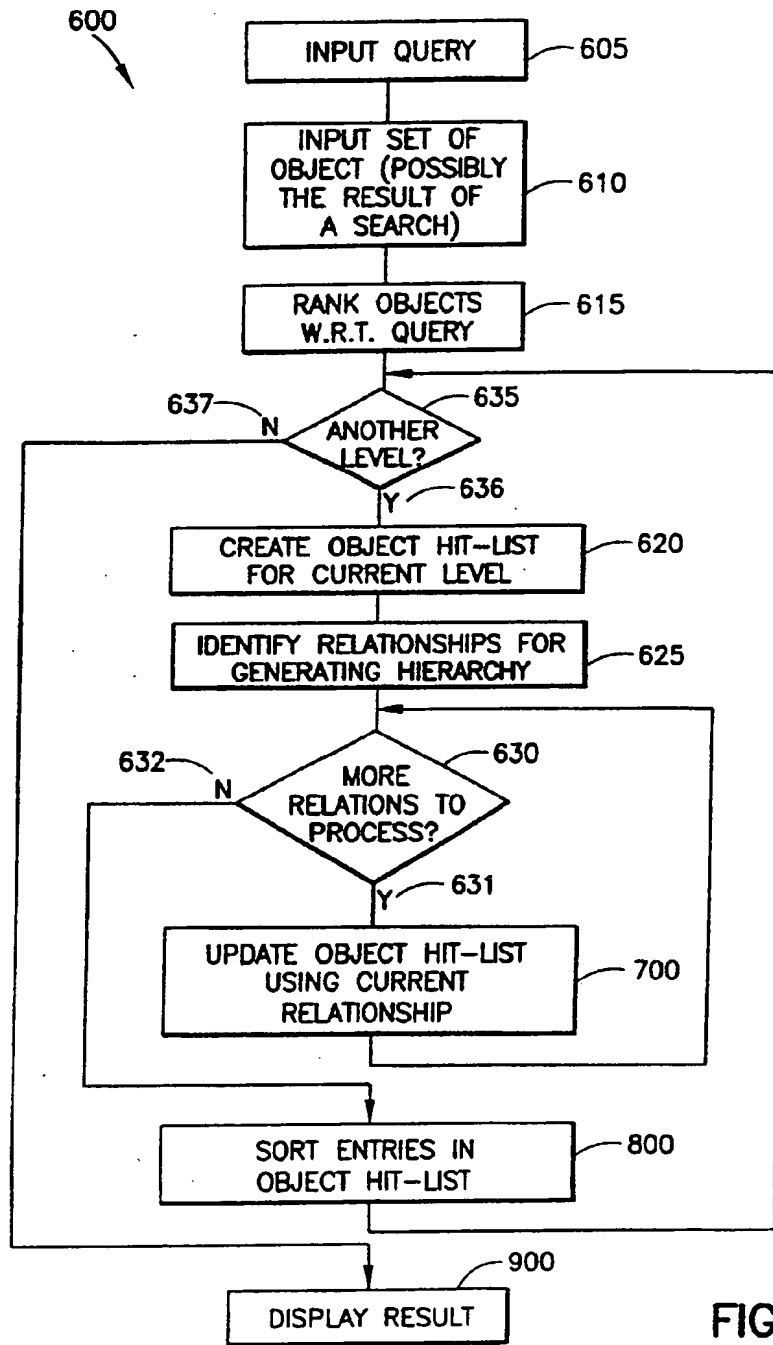 600
INPUT QUERY
605
INPUT SET OF
OBJECT (POSSIBLY
THE RESULT OF
A SEARCH)
610
RANK OBJECTS
W.R.T. QUERY
615
637
N
635
ANOTHER
LEVEL?
Y
636
CREATE OBJECT HIT-LIST
FOR CURRENT LEVEL
620
IDENTIFY RELATIONSHIPS FOR
GENERATING HIERARCHY
625
632
N
630
MORE
RELATIONS TO
PROCESS?
Y
631
UPDATE OBJECT HIT-LIST
USING CURRENT
RELATIONSHIP
700
SORT ENTRIES IN
OBJECT HIT-LIST
800
900
DISPLAY RESULT
FIG